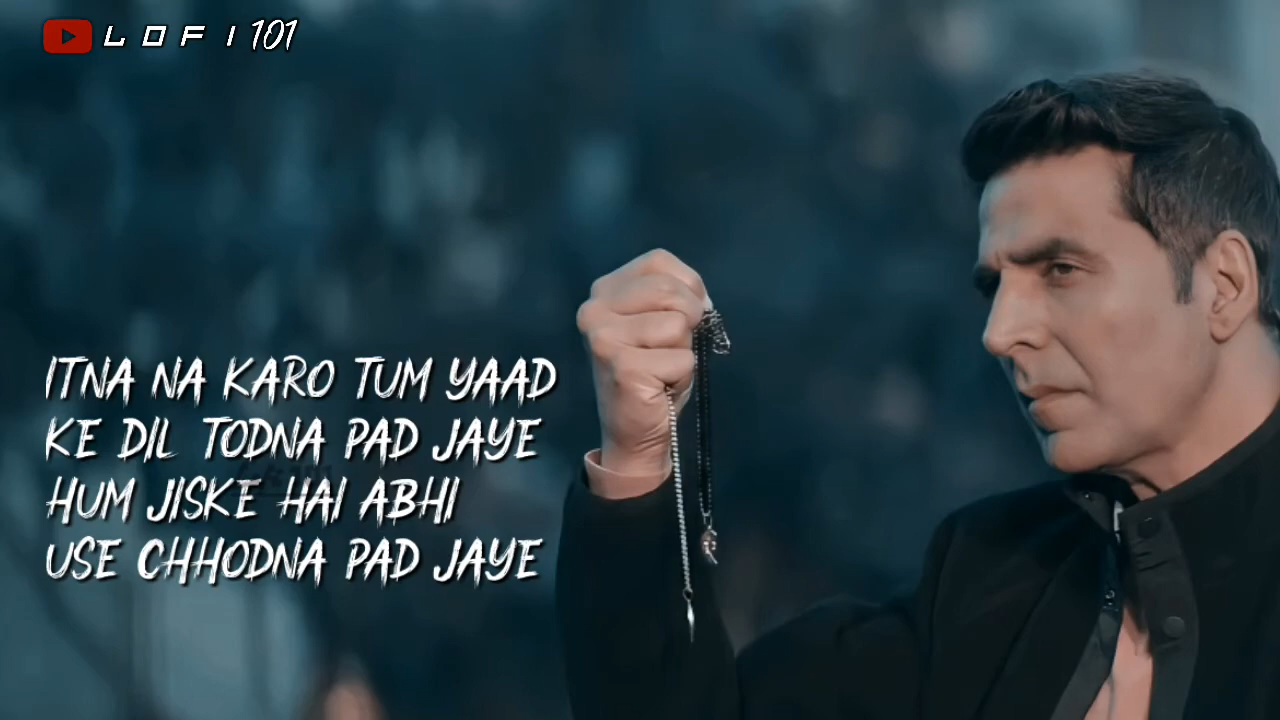 LOFI 101
ITNA NA KARO TUM YAAD
KE DIL TODNA PAD JAYE
HUM JISKE HAI ABHI
USE CHHODNA PAD JAYE